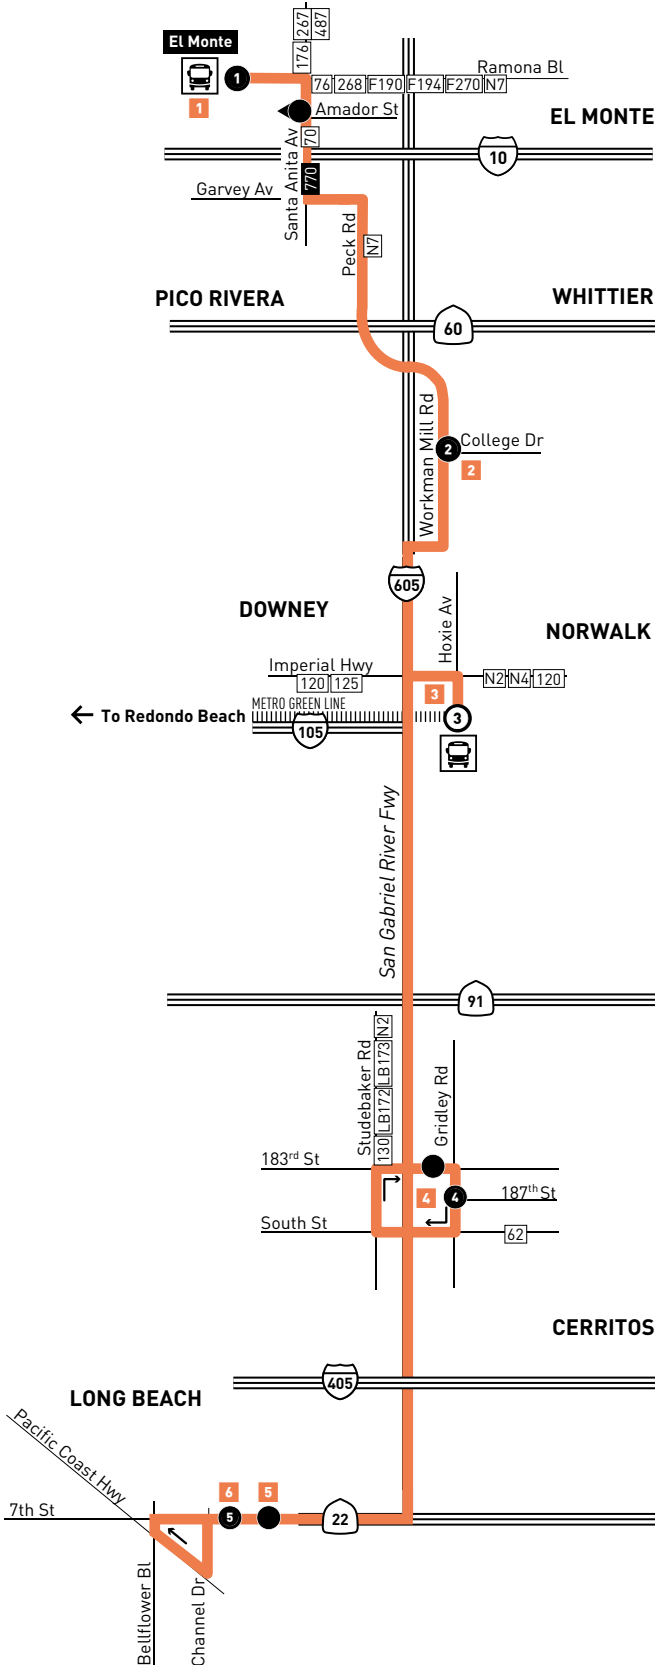 267
487
176
El Monte
1
1
Ramona Bl
76 268 F190 F194 F270 N7
Amador St
EL MONTE
70
10
770
Santa Anita Av
Garvey Av
Peck Rd
N7
PICO RIVERA
WHITTIER
60
Workman Mill Rd
2
College Dr
2
605
DOWNEY
Hoxie Av
NORWALK
Imperial Hwy
120 125
3
N2 N4 120
METRO GREEN LINE
To Redondo Beach
105
3
San Gabriel River Fwy
91
Studebaker Rd
130 LB172 LB173 N2
Gridley Rd
183rd St
4
4
187th St
South St
62
CERRITOS
405
LONG BEACH
Pacific Coast Hwy
6
5
7th St
5
22
Bellflower Bl
Channel Dr